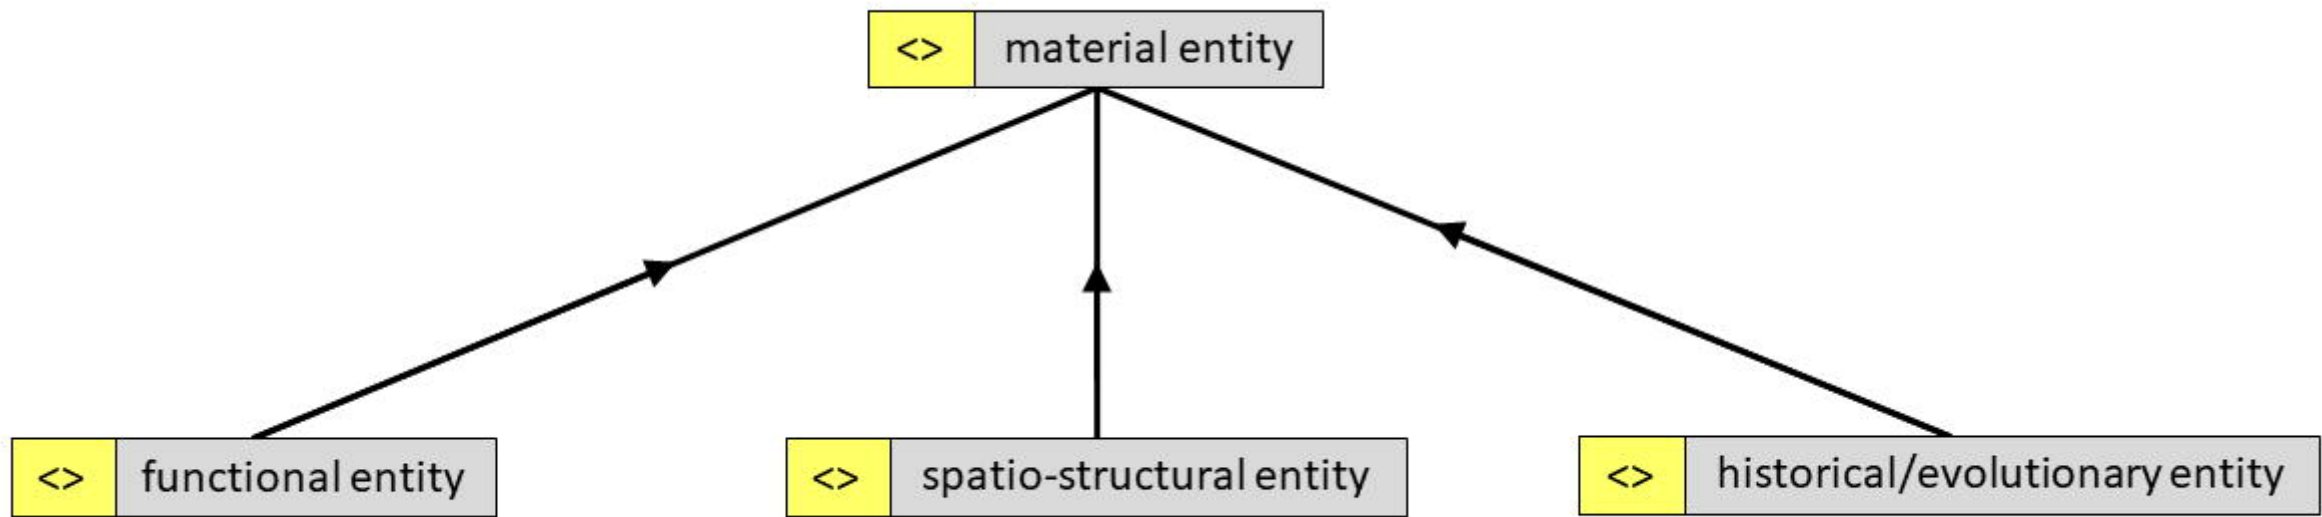 <> material entity
<> functional entity
<> spatio-structural entity
<> historical/evolutionary entity